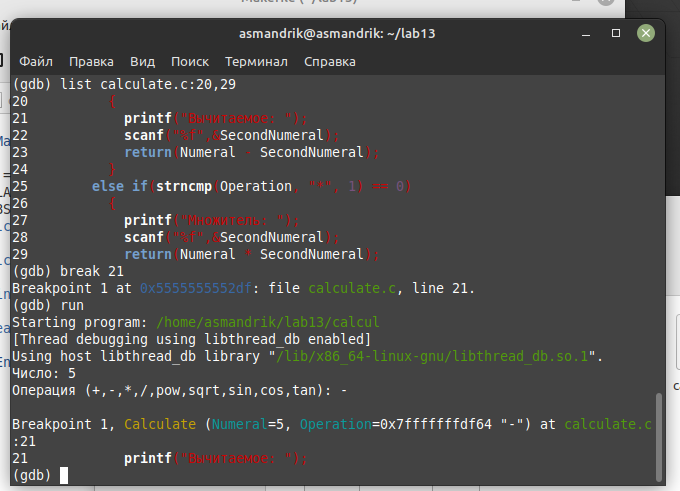 asmandrik@asmandrik: ~/lab13
Файл Правка Вид Поиск Терминал Справка
(gdb) list calculate.c:20,29
20 {
21 printf("Вычитаемое: ");
22 scanf("%f",&SecondNumeral);
23 return(Numeral - SecondNumeral);
24 }
25 else if(strncmp(Operation, "*", 1) == 0)
26 {
27 printf("Множитель: ");
28 scanf("%f",&SecondNumeral);
29 return(Numeral * SecondNumeral);
(gdb) break 21
Breakpoint 1 at 0x5555555552df: file calculate.c, line 21.
(gdb) run
Starting program: /home/asmandrik/lab13/calcul
[Thread debugging using libthread_db enabled]
Using host libthread_db library "/lib/x86_64-linux-gnu/libthread_db.so.1".
Число: 5
Операция (+,-,*,/,pow,sqrt,sin,cos,tan): -
Breakpoint 1, Calculate (Numeral=5, Operation=0x7fffffffdf64 "-") at calculate.c
:21
21 printf("Вычитаемое: ");
(gdb)